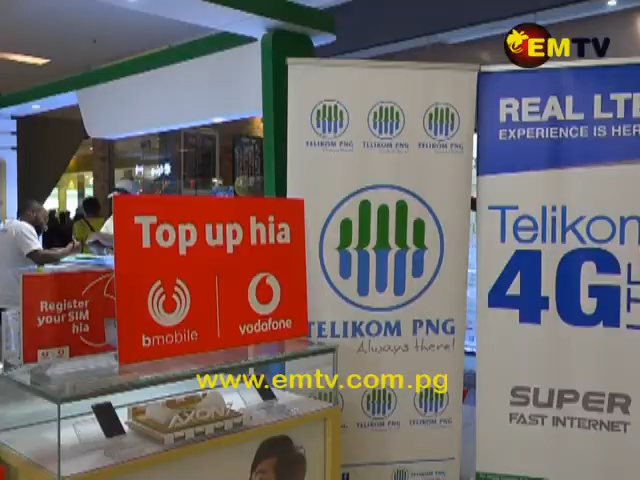 EMTV
REAL LTE
EXPERIENCE IS HERE
TELIKOM PNG
TELIKOM PNG
TELIKOM PNG
Top up hia
bmobile
vodafone
Register
your SIM
hia
TELIKOM PNG
Always there!
Telikom
4G
www.emtv.com.pg
AXON 7
SUPER
FAST INTERNET
TELIKOM PNG
TELIKOM PNG